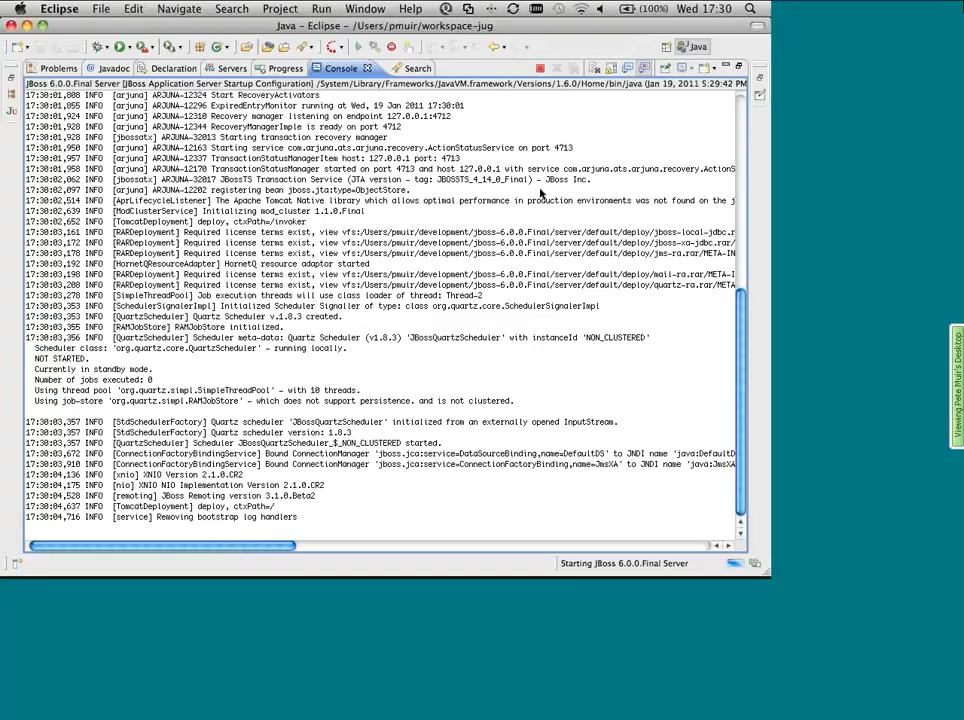 Eclipse File Edit Navigate Search Project Run Window Help (100%) Wed 17:30
Java - Eclipse - /Users/pmuir/workspace-jug
Java
Problems Javadoc Declaration Servers Progress Console Search
JBoss 6.0.0.Final Server [JBoss Application Server Startup Configuration] /System/Library/Frameworks/JavaVM.framework/Versions/1.6.0/Home/bin/java (Jan 19, 2011 5:29:42 PM
17:30:01,808 INFO [arjuna] ARJUNA-12324 Start RecoveryActivators
17:30:01,855 INFO [arjuna] ARJUNA-12296 ExpiredEntryMonitor running at Wed, 19 Jan 2011 17:30:01
17:30:01,924 INFO [arjuna] ARJUNA-12310 Recovery manager listening on endpoint 127.0.0.1:4712
17:30:01,928 INFO [arjuna] ARJUNA-12344 RecoveryManagerImple is ready on port 4712
17:30:01,928 INFO [jbossatx] ARJUNA-32013 Starting transaction recovery manager
17:30:01,950 INFO [arjuna] ARJUNA-12163 Starting service com.arjuna.ats.arjuna.recovery.ActionStatusService on port 4713
17:30:01,957 INFO [arjuna] ARJUNA-12337 TransactionStatusManagerItem host: 127.0.0.1 port: 4713
17:30:01,958 INFO [arjuna] ARJUNA-12170 TransactionStatusManager started on port 4713 and host 127.0.0.1 with service com.arjuna.ats.arjuna.recovery.ActionS
17:30:02,062 INFO [jbossatx] ARJUNA-32017 JBossTS Transaction Service (JTA version - tag: JBOSSTS_4_14_0_Final) - JBoss Inc.
17:30:02,097 INFO [arjuna] ARJUNA-12202 registering bean jboss.jta:type=ObjectStore.
17:30:02,514 INFO [AprLifecycleListener] The Apache Tomcat Native library which allows optimal performance in production environments was not found on the j
17:30:02,639 INFO [ModClusterService] Initializing mod_cluster 1.1.0.Final
17:30:02,652 INFO [TomcatDeployment] deploy, ctxPath=/invoker
17:30:03,161 INFO [RARDeployment] Required license terms exist, view vfs:/Users/pmuir/development/jboss-6.0.0.Final/server/default/deploy/jboss-local-jdbc.r
17:30:03,172 INFO [RARDeployment] Required license terms exist, view vfs:/Users/pmuir/development/jboss-6.0.0.Final/server/default/deploy/jboss-xa-jdbc.rar/
17:30:03,178 INFO [RARDeployment] Required license terms exist, view vfs:/Users/pmuir/development/jboss-6.0.0.Final/server/default/deploy/jms-ra.rar/META-IN
17:30:03,192 INFO [HornetQResourceAdapter] HornetQ resource adaptor started
17:30:03,198 INFO [RARDeployment] Required license terms exist, view vfs:/Users/pmuir/development/jboss-6.0.0.Final/server/default/deploy/mail-ra.rar/META-I
17:30:03,208 INFO [RARDeployment] Required license terms exist, view vfs:/Users/pmuir/development/jboss-6.0.0.Final/server/default/deploy/quartz-ra.rar/META
17:30:03,278 INFO [SimpleThreadPool] Job execution threads will use class loader of thread: Thread-2
17:30:03,353 INFO [SchedulerSignalerImpl] Initialized Scheduler Signaller of type: class org.quartz.core.SchedulerSignalerImpl
17:30:03,353 INFO [QuartzScheduler] Quartz Scheduler v.1.8.3 created.
17:30:03,355 INFO [RAMJobStore] RAMJobStore initialized.
17:30:03,356 INFO [QuartzScheduler] Scheduler meta-data: Quartz Scheduler (v1.8.3) 'JBossQuartzScheduler' with instanceId 'NON_CLUSTERED'
Scheduler class: 'org.quartz.core.QuartzScheduler' - running locally.
NOT STARTED.
Currently in standby mode.
Number of jobs executed: 0
Using thread pool 'org.quartz.simpl.SimpleThreadPool' - with 10 threads.
Using job-store 'org.quartz.simpl.RAMJobStore' - which does not support persistence. and is not clustered.
17:30:03,357 INFO [StdSchedulerFactory] Quartz scheduler 'JBossQuartzScheduler' initialized from an externally opened InputStream.
17:30:03,357 INFO [StdSchedulerFactory] Quartz scheduler version: 1.8.3
17:30:03,357 INFO [QuartzScheduler] Scheduler JBossQuartzScheduler_$_NON_CLUSTERED started.
17:30:03,672 INFO [ConnectionFactoryBindingService] Bound ConnectionManager 'jboss.jca:service=DataSourceBinding,name=DefaultDS' to JNDI name 'java:DefaultD
17:30:03,910 INFO [ConnectionFactoryBindingService] Bound ConnectionManager 'jboss.jca:service=ConnectionFactoryBinding,name=JmsXA' to JNDI name 'java:JmsXA
17:30:04,136 INFO [xnio] XNIO Version 2.1.0.CR2
17:30:04,175 INFO [nio] XNIO NIO Implementation Version 2.1.0.CR2
17:30:04,528 INFO [remoting] JBoss Remoting version 3.1.0.Beta2
17:30:04,637 INFO [TomcatDeployment] deploy, ctxPath=/
17:30:04,716 INFO [service] Removing bootstrap log handlers
Starting JBoss 6.0.0.Final Server
Viewing Pete Muir's Desktop